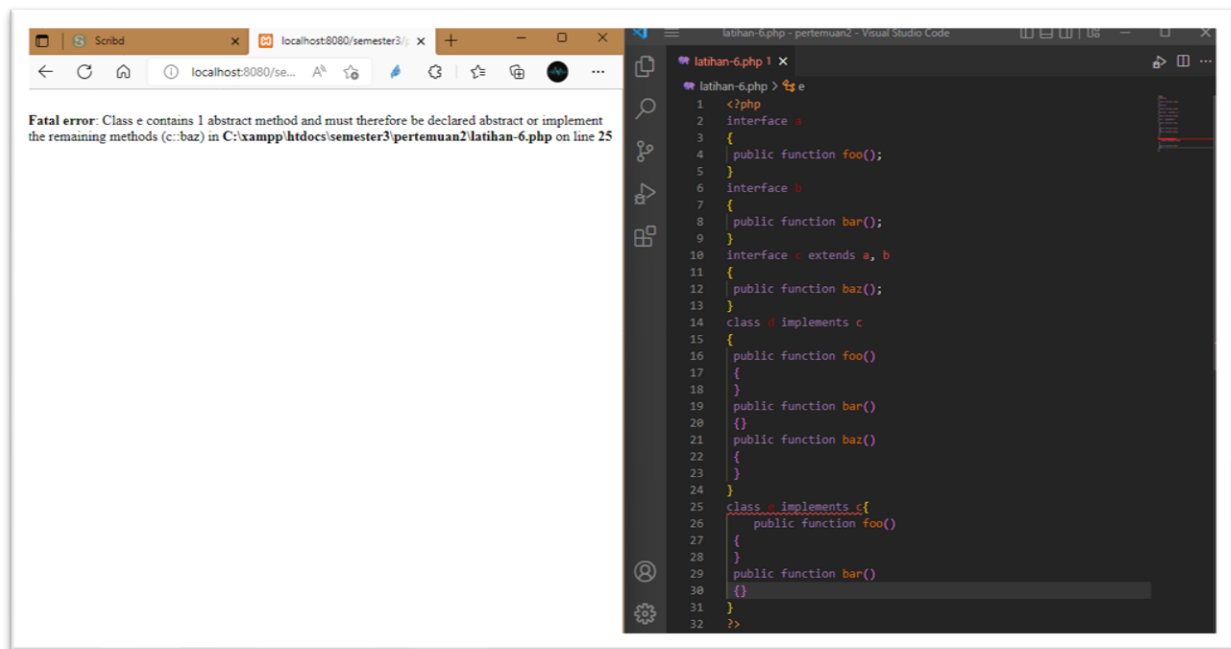 Scribd
localhost:8080/semester3/
localhost:8080/se...
Fatal error: Class e contains 1 abstract method and must therefore be declared abstract or implement
the remaining methods (c::baz) in C:\xampp\htdocs\semester3\pertemuan2\latihan-6.php on line 25
latihan-6.php - pertemuan2 - Visual Studio Code
latihan-6.php 1
latihan-6.php > e
1 <?php
2 interface a
3 {
4 public function foo();
5 }
6 interface b
7 {
8 public function bar();
9 }
10 interface c extends a, b
11 {
12 public function baz();
13 }
14 class d implements c
15 {
16 public function foo()
17 {
18 }
19 public function bar()
20 {}
21 public function baz()
22 {
23 }
24 }
25 class e implements c{
26 public function foo()
27 {
28 }
29 public function bar()
30 {}
31 }
32 ?>